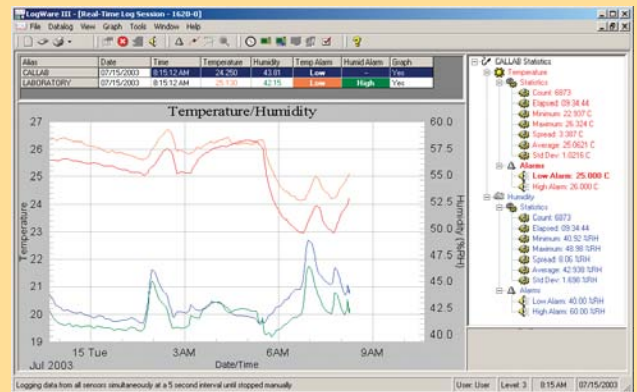 LogWare III - [Real-Time Log Session - 1620-0]
File Datalog View Graph Tools Window Help
Alias Date Time Temperature Humidity Temp Alarm Humid Alarm Graph
CALLAB 07/15/2003 8:15:12 AM 24.250 43.81 Low - Yes
LABORATORY 07/15/2003 8:15:12 AM 25.130 42.15 Low High Yes
Temperature/Humidity
27 60.0
26 57.5
25 55.0
24 52.5
23 50.0
22 47.5
21 45.0
20 42.5
19 40.0
Temperature
Humidity (%RH)
15 Tue 3AM 6AM 9AM
Jul 2003 Date/Time
CALLAB Statistics
Temperature
Statistics
Count: 6873
Elapsed: 09:34:44
Minimum: 22.937 C
Maximum: 26.324 C
Spread: 3.387 C
Average: 25.0621 C
Std Dev: 1.0216 C
Alarms
Low Alarm: 25.000 C
High Alarm: 26.000 C
Humidity
Statistics
Count: 6873
Elapsed: 09:34:44
Minimum: 40.92 %RH
Maximum: 48.98 %RH
Spread: 8.06 %RH
Average: 42.938 %RH
Std Dev: 1.698 %RH
Alarms
Low Alarm: 40.00 %RH
High Alarm: 60.00 %RH
Logging data from all sensors simultaneously at a 5 second interval until stopped manually User: User Level: 3 8:15AM 07/15/2003